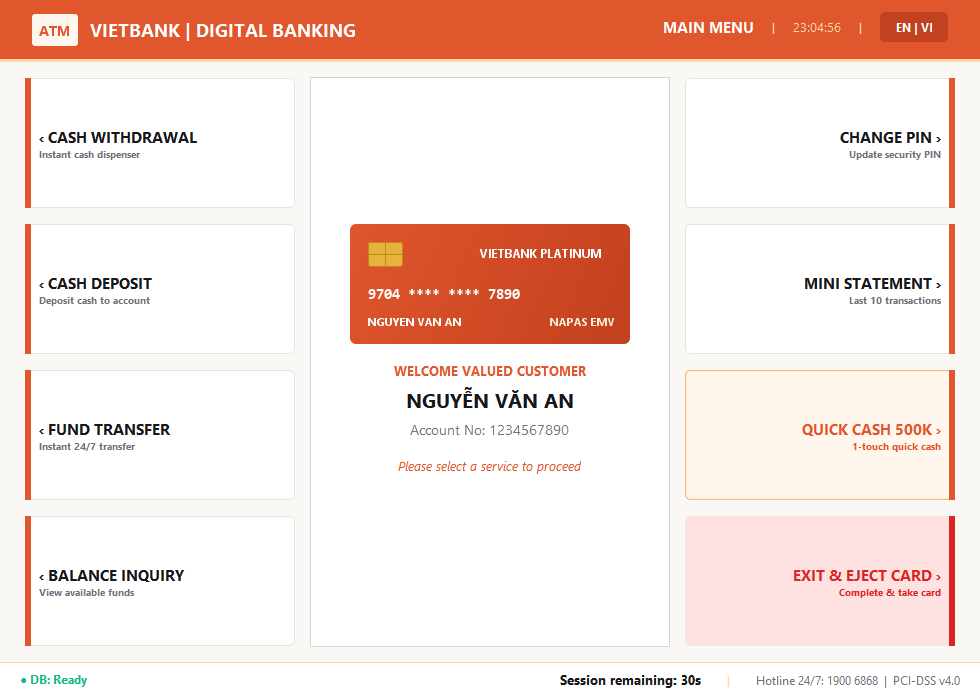 ATM VIETBANK | DIGITAL BANKING MAIN MENU | 23:04:56 | EN | VI
‹ CASH WITHDRAWAL
Instant cash dispenser
‹ CASH DEPOSIT
Deposit cash to account
‹ FUND TRANSFER
Instant 24/7 transfer
‹ BALANCE INQUIRY
View available funds
VIETBANK PLATINUM
9704 **** **** 7890
NGUYEN VAN AN NAPAS EMV
WELCOME VALUED CUSTOMER
NGUYỄN VĂN AN
Account No: 1234567890
Please select a service to proceed
CHANGE PIN ›
Update security PIN
MINI STATEMENT ›
Last 10 transactions
QUICK CASH 500K ›
1-touch quick cash
EXIT & EJECT CARD ›
Complete & take card
● DB: Ready Session remaining: 30s | Hotline 24/7: 1900 6868 | PCI-DSS v4.0